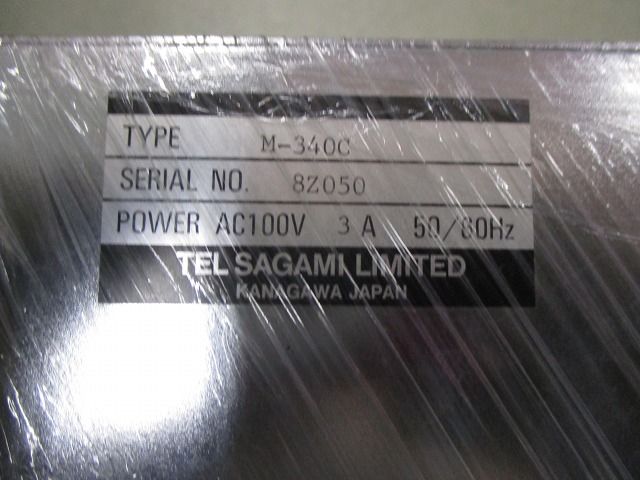 TYPE M-340C
SERIAL NO. 8Z050
POWER AC100V 3 A 50/60Hz
TEL SAGAMI LIMITED
KANAGAWA JAPAN